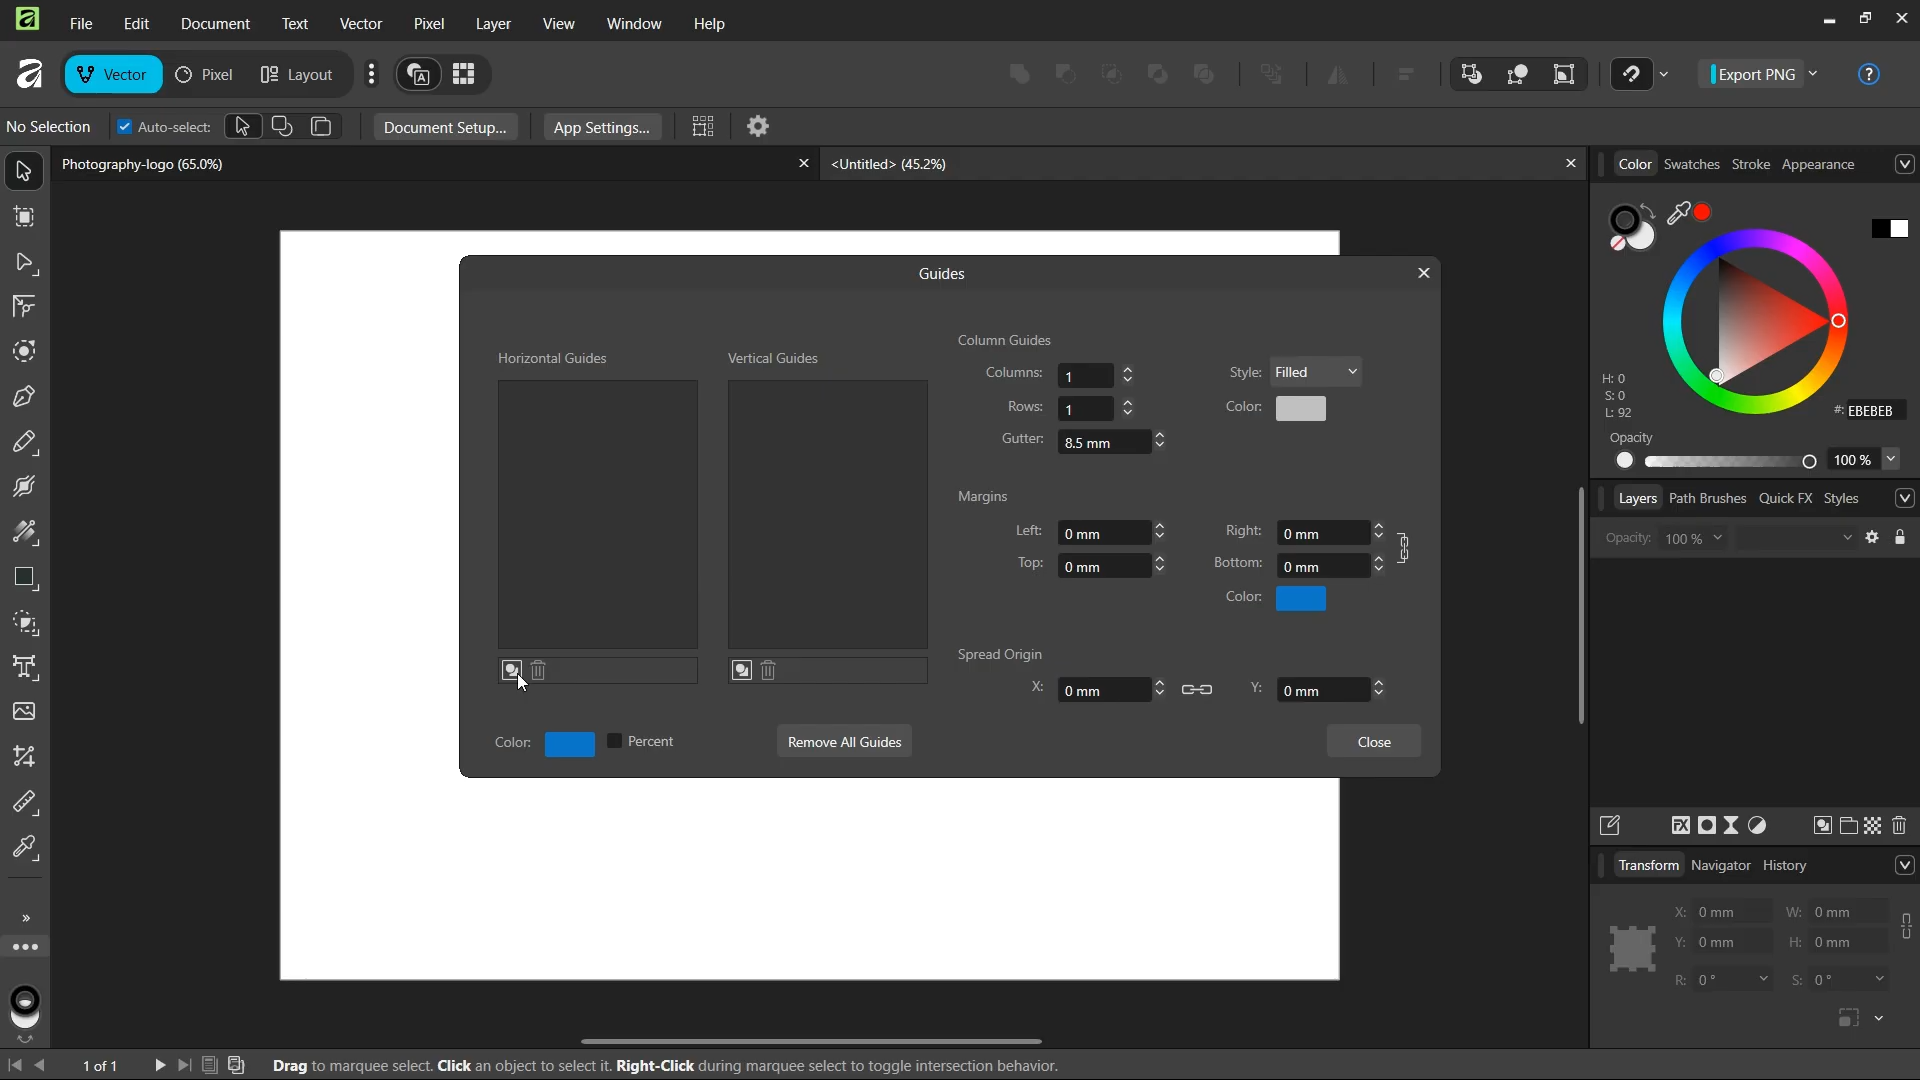 File Edit Document Text Vector Pixel Layer View Window Help
Vector Pixel Layout Export PNG
No Selection Auto-select: Document Setup... App Settings...
Photography-logo (65.0%) <Untitled> (45.2%)
Color Swatches Stroke Appearance
H: 0
S: 0
L: 92
#: EBEBEB
Opacity
100 %
Guides
Horizontal Guides
Vertical Guides
Column Guides
Columns: 1 Style: Filled
Rows: 1 Color:
Gutter: 8.5 mm
Margins
Left: 0 mm Right: 0 mm
Top: 0 mm Bottom: 0 mm
Color:
Spread Origin
X: 0 mm Y: 0 mm
Color: Percent Remove All Guides Close
Layers Path Brushes Quick FX Styles
Opacity: 100 %
Transform Navigator History
X: 0 mm W: 0 mm
Y: 0 mm H: 0 mm
R: 0 ° S: 0 °
1 of 1 Drag to marquee select. Click an object to select it. Right-Click during marquee select to toggle intersection behavior.